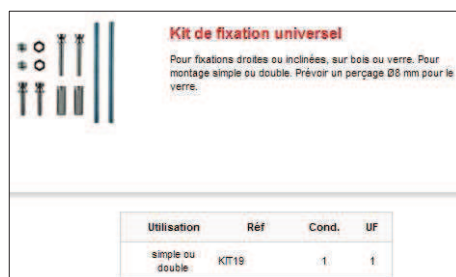 Kit de fixation universel
Pour fixations droites ou inclinées, sur bois ou verre. Pour
montage simple ou double. Prévoir un perçage Ø8 mm pour le
verre.
Utilisation Réf Cond. UF
simple ou
double KIT19 1 1